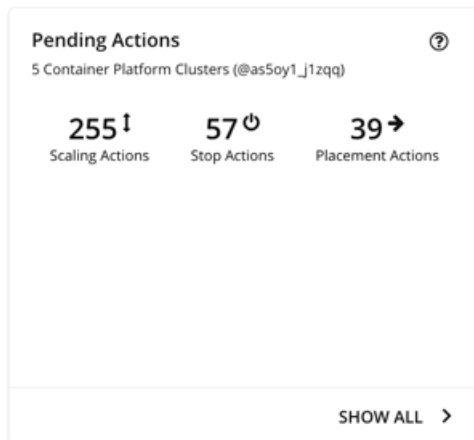 Pending Actions
5 Container Platform Clusters (@as5oy1_j1zqq)
255 57 39
Scaling Actions Stop Actions Placement Actions
SHOW ALL